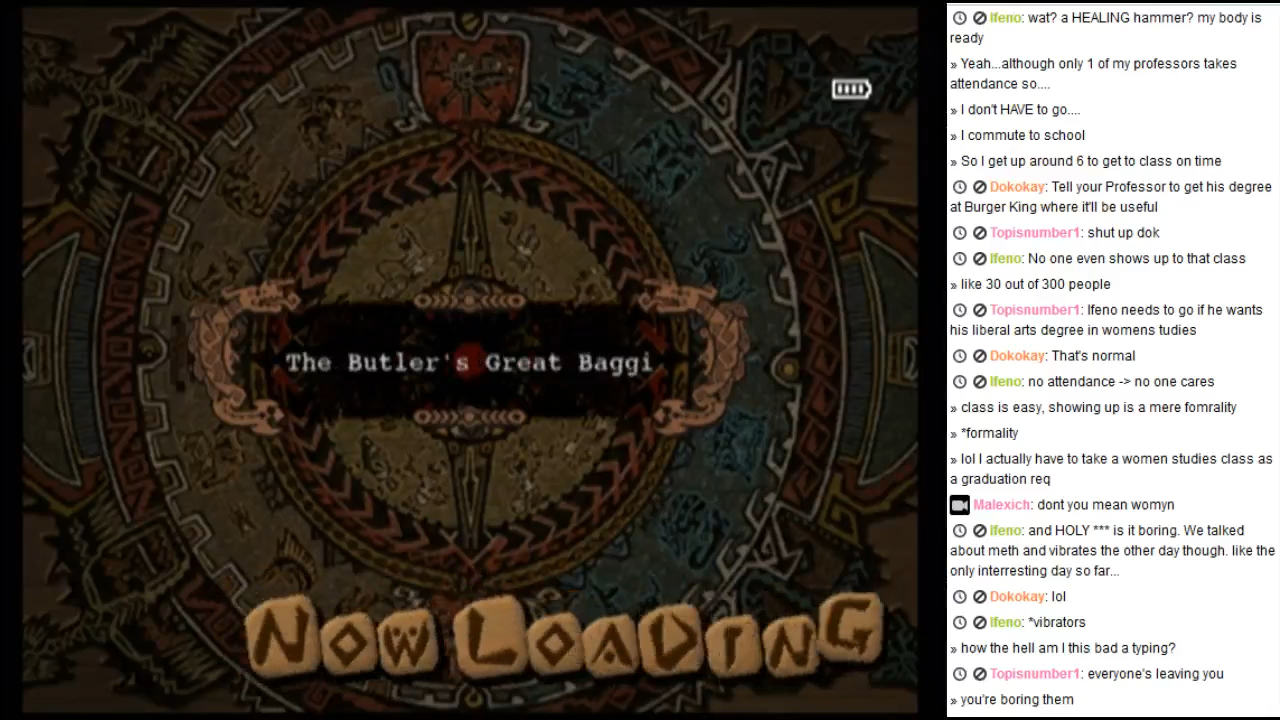 The Butler's Great Baggi
NOW LOADING
Ifeno: wat? a HEALING hammer? my body is
ready
» Yeah...although only 1 of my professors takes
attendance so....
» I don't HAVE to go....
» I commute to school
» So I get up around 6 to get to class on time
Dokokay: Tell your Professor to get his degree
at Burger King where it'll be useful
Topisnumber1: shut up dok
Ifeno: No one even shows up to that class
» like 30 out of 300 people
Topisnumber1: Ifeno needs to go if he wants
his liberal arts degree in womens tudies
Dokokay: That's normal
Ifeno: no attendance -> no one cares
» class is easy, showing up is a mere fomrality
» *formality
» lol I actually have to take a women studies class as
a graduation req
Malexich: dont you mean womyn
Ifeno: and HOLY *** is it boring. We talked
about meth and vibrates the other day though. like the
only interresting day so far...
Dokokay: lol
Ifeno: *vibrators
» how the hell am I this bad a typing?
Topisnumber1: everyone's leaving you
» you're boring them